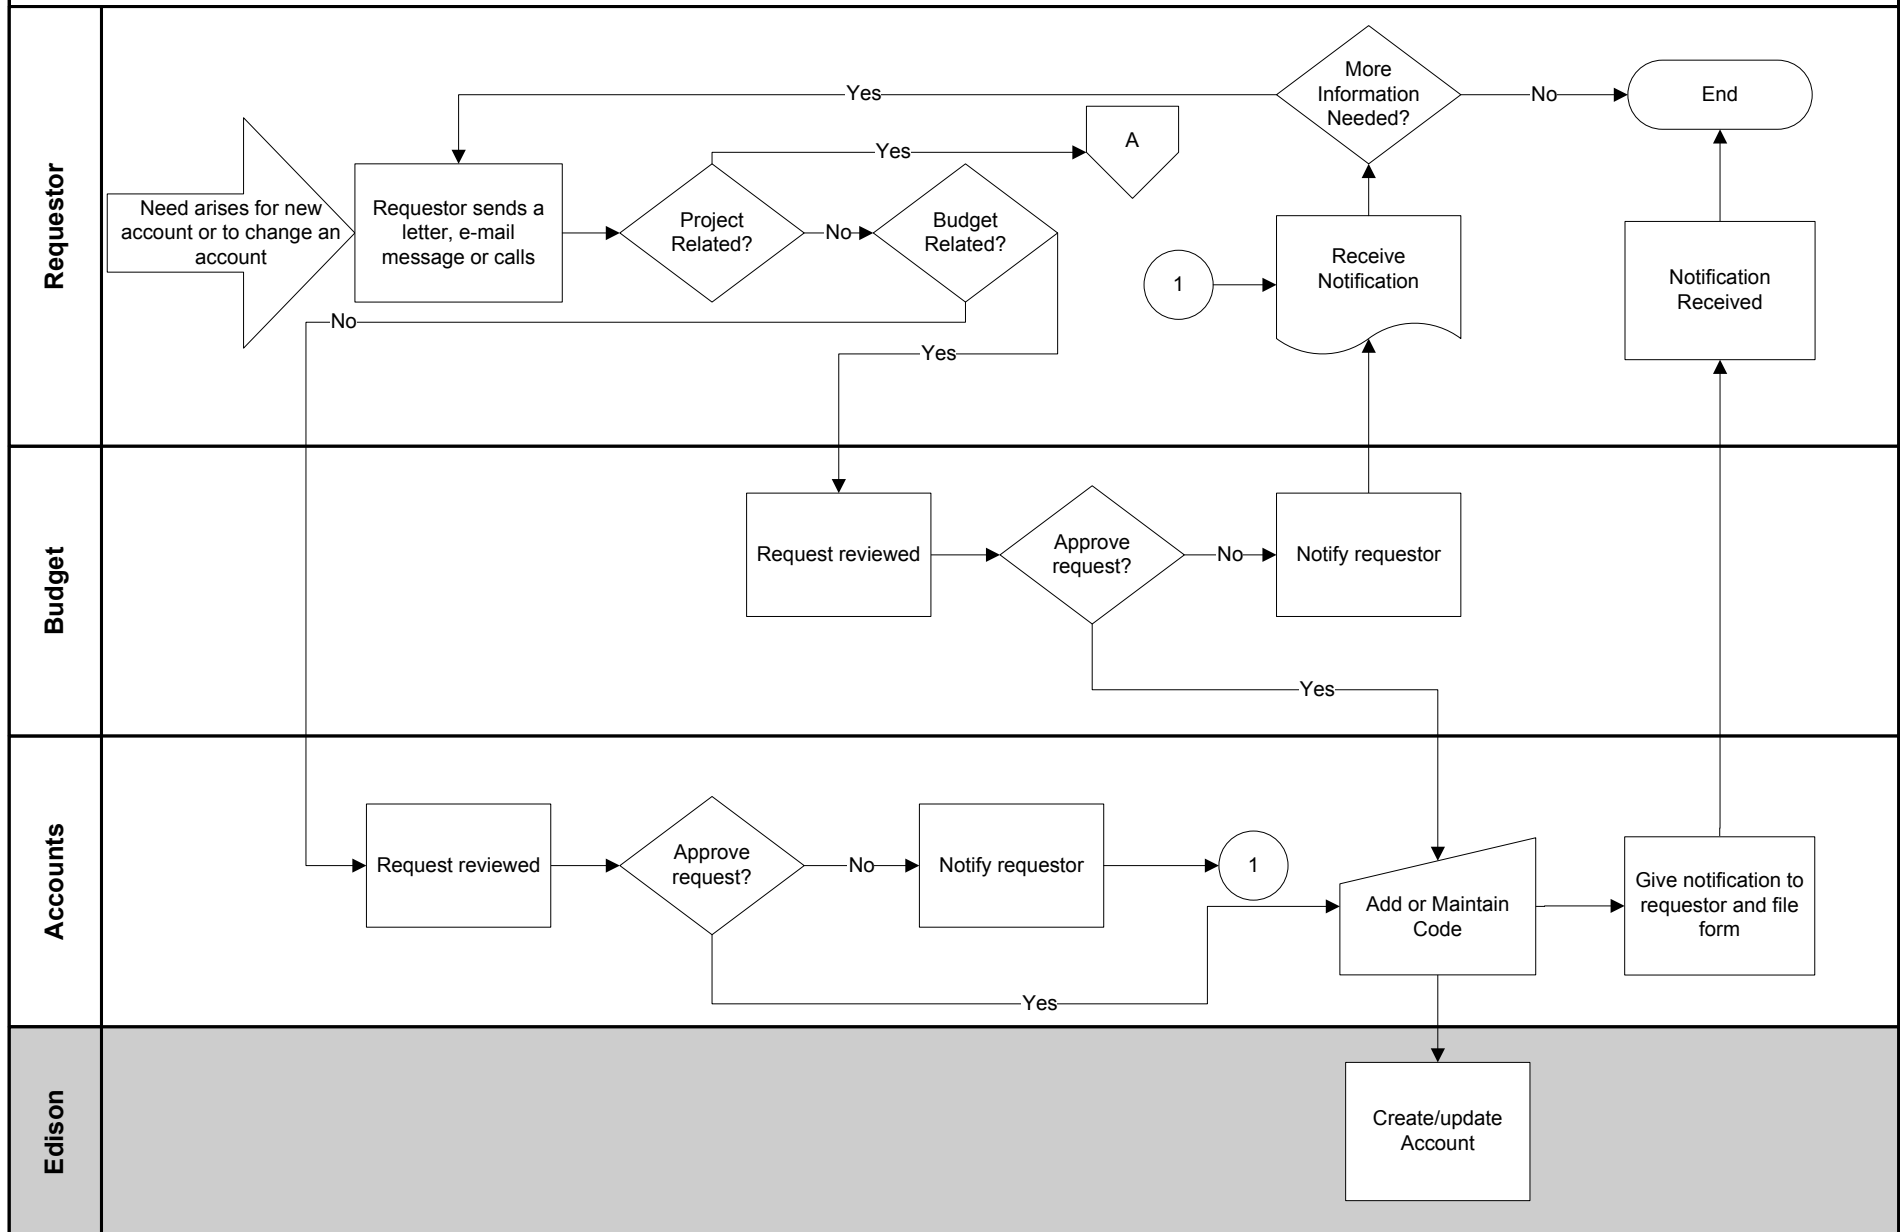 Requestor
Need arises for new
account or to change an
account
Requestor sends a
letter, e-mail
message or calls
Project
Related?
Yes
A
No
Budget
Related?
No
Yes
Yes
More
Information
Needed?
No
End
1
Receive
Notification
Notification
Received
Budget
Request reviewed
Approve
request?
No
Notify requestor
Yes
Accounts
Request reviewed
Approve
request?
No
Notify requestor
1
Yes
Add or Maintain
Code
Give notification to
requestor and file
form
Edison
Create/update
Account